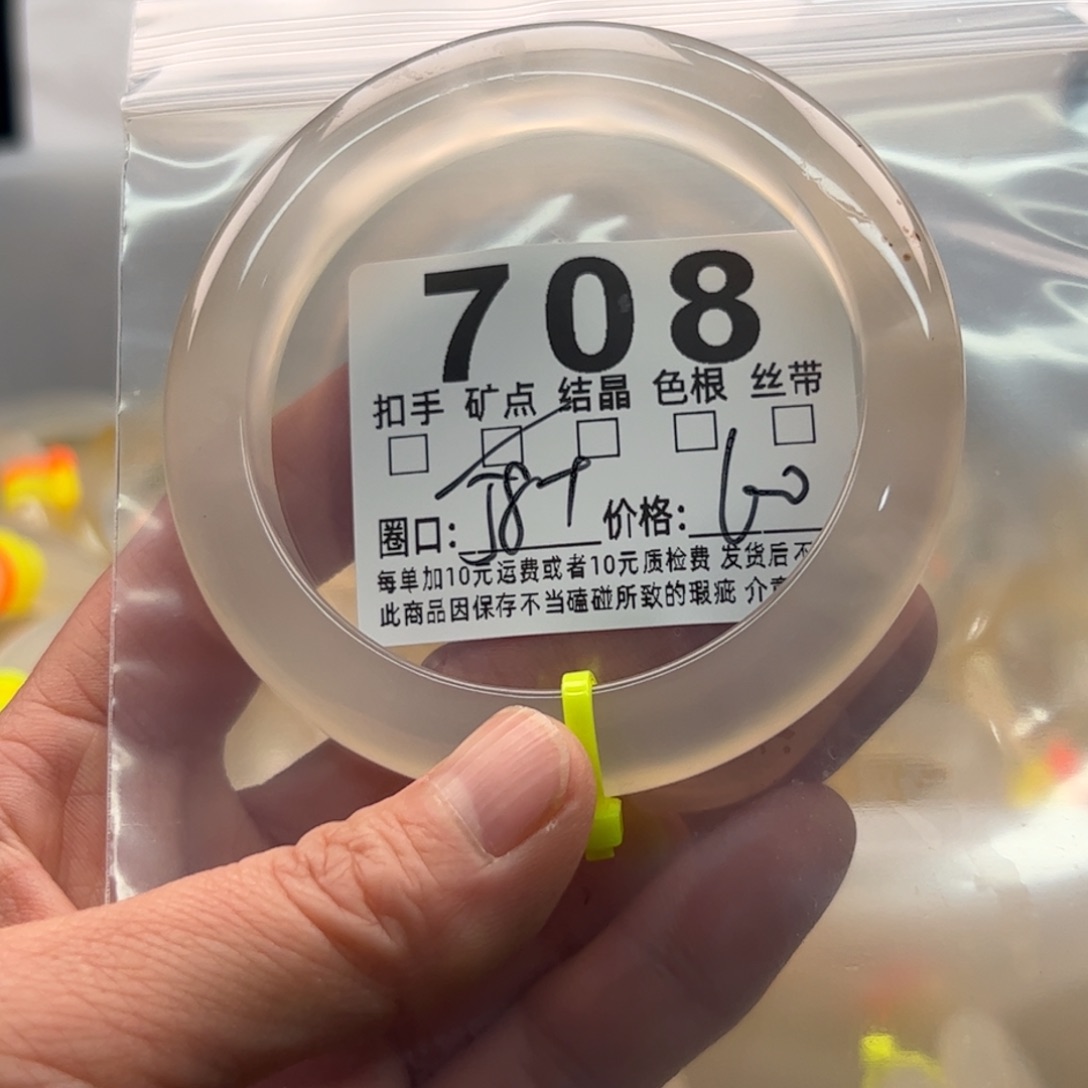 708
扣手 矿点 结晶 色根 丝带
圈口： 价格：
每单加10元运费或者10元质检费 发货后不
此商品因保存不当磕碰所致的瑕疵 介意